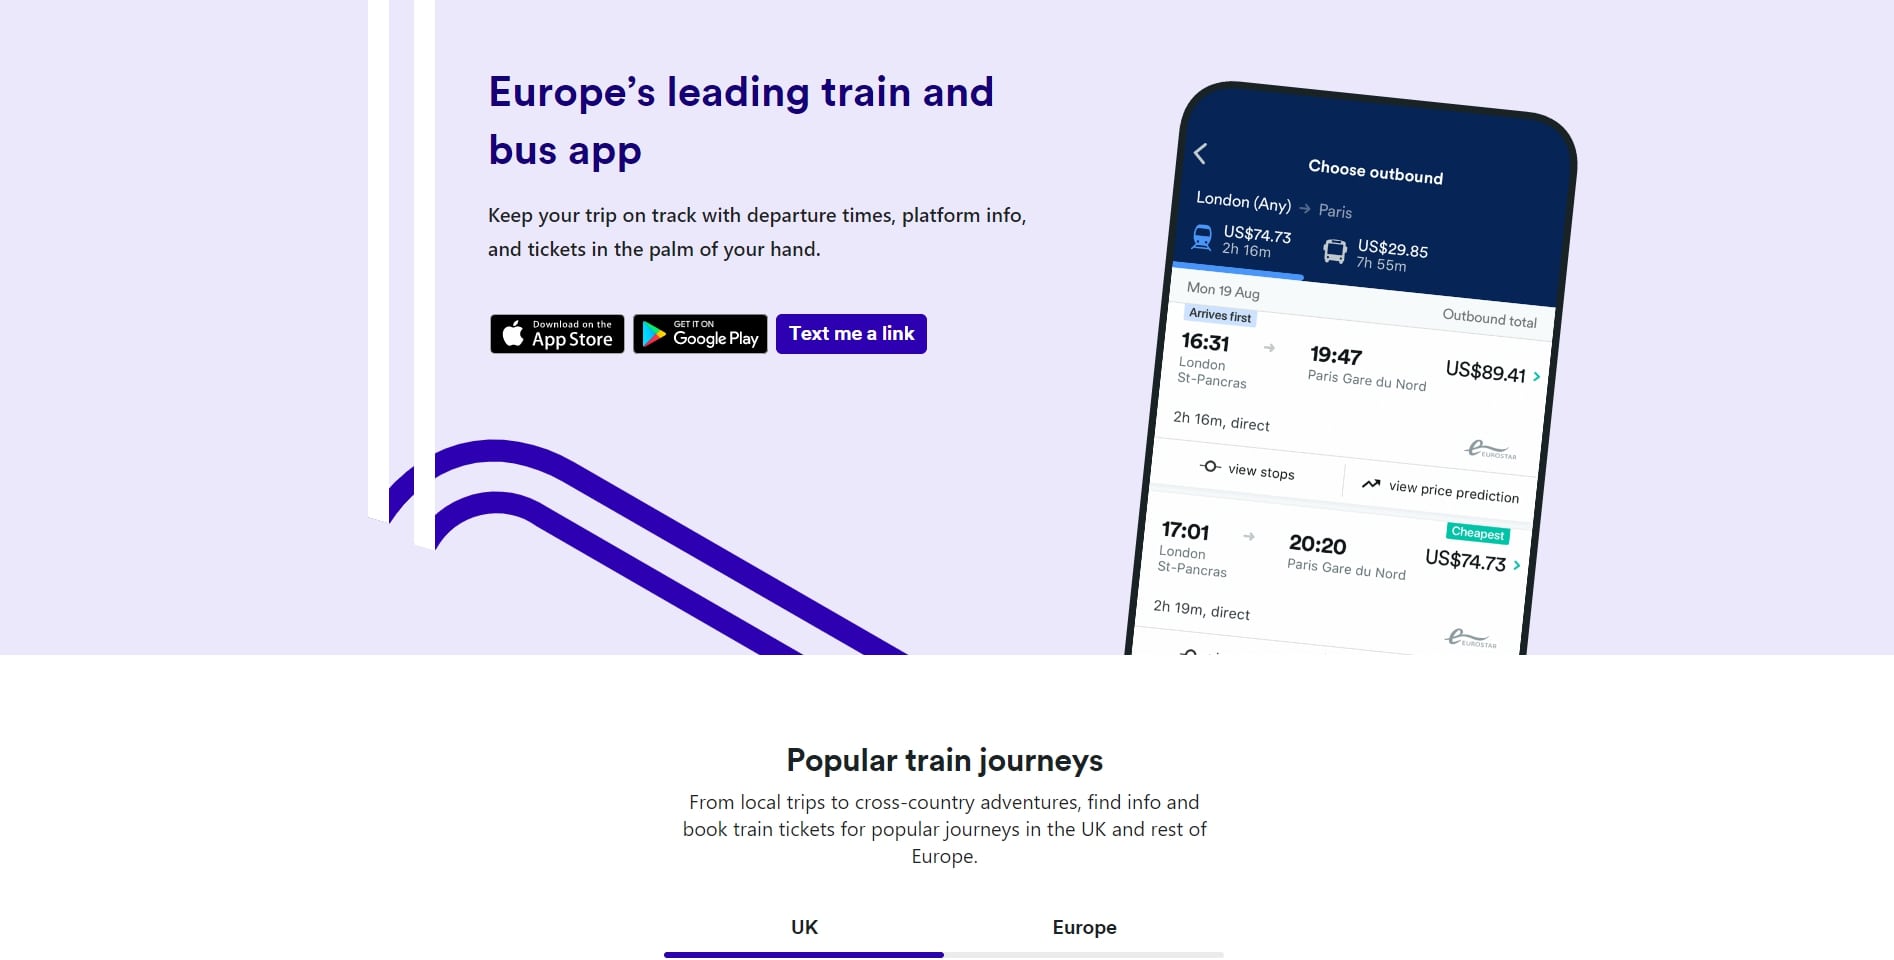 Europe’s leading train and
bus app
Keep your trip on track with departure times, platform info,
and tickets in the palm of your hand.
Download on the
App Store
GET IT ON
Google Play
Text me a link
Choose outbound
London (Any) → Paris
US$74.73
2h 16m
US$29.85
7h 55m
Mon 19 Aug
Outbound total
Arrives first
16:31 → 19:47
US$89.41
London
St-Pancras
Paris Gare du Nord
2h 16m, direct
EUROSTAR
view stops
view price prediction
Cheapest
17:01 → 20:20
US$74.73
London
St-Pancras
Paris Gare du Nord
2h 19m, direct
EUROSTAR
Popular train journeys
From local trips to cross-country adventures, find info and
book train tickets for popular journeys in the UK and rest of
Europe.
UK
Europe